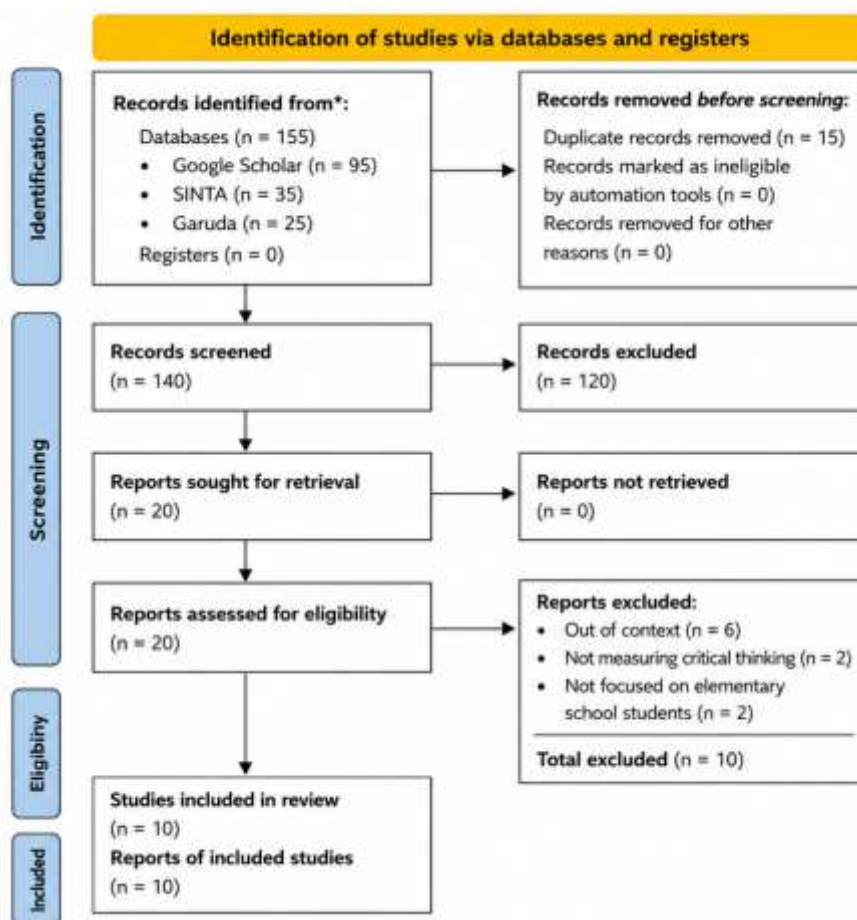 Identification of studies via databases and registers
Identification
Records identified from*:
Databases (n = 155)
• Google Scholar (n = 95)
• SINTA (n = 35)
• Garuda (n = 25)
Registers (n = 0)
Records removed before screening:
Duplicate records removed (n = 15)
Records marked as ineligible
by automation tools (n = 0)
Records removed for other
reasons (n = 0)
Screening
Records screened
(n = 140)
Records excluded
(n = 120)
Reports sought for retrieval
(n = 20)
Reports not retrieved
(n = 0)
Reports assessed for eligibility
(n = 20)
Reports excluded:
• Out of context (n = 6)
• Not measuring critical thinking (n = 2)
• Not focused on elementary
school students (n = 2)
Total excluded (n = 10)
Eligibiny
Studies included in review
(n = 10)
Reports of included studies
(n = 10)
Included